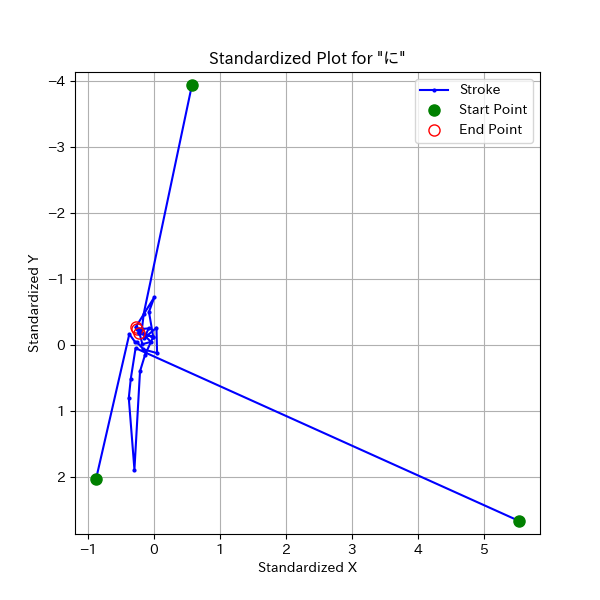 Standardized Plot for "に"
Stroke
Start Point
End Point
Standardized Y
−4
−3
−2
−1
0
1
2
−1 0 1 2 3 4 5
Standardized X